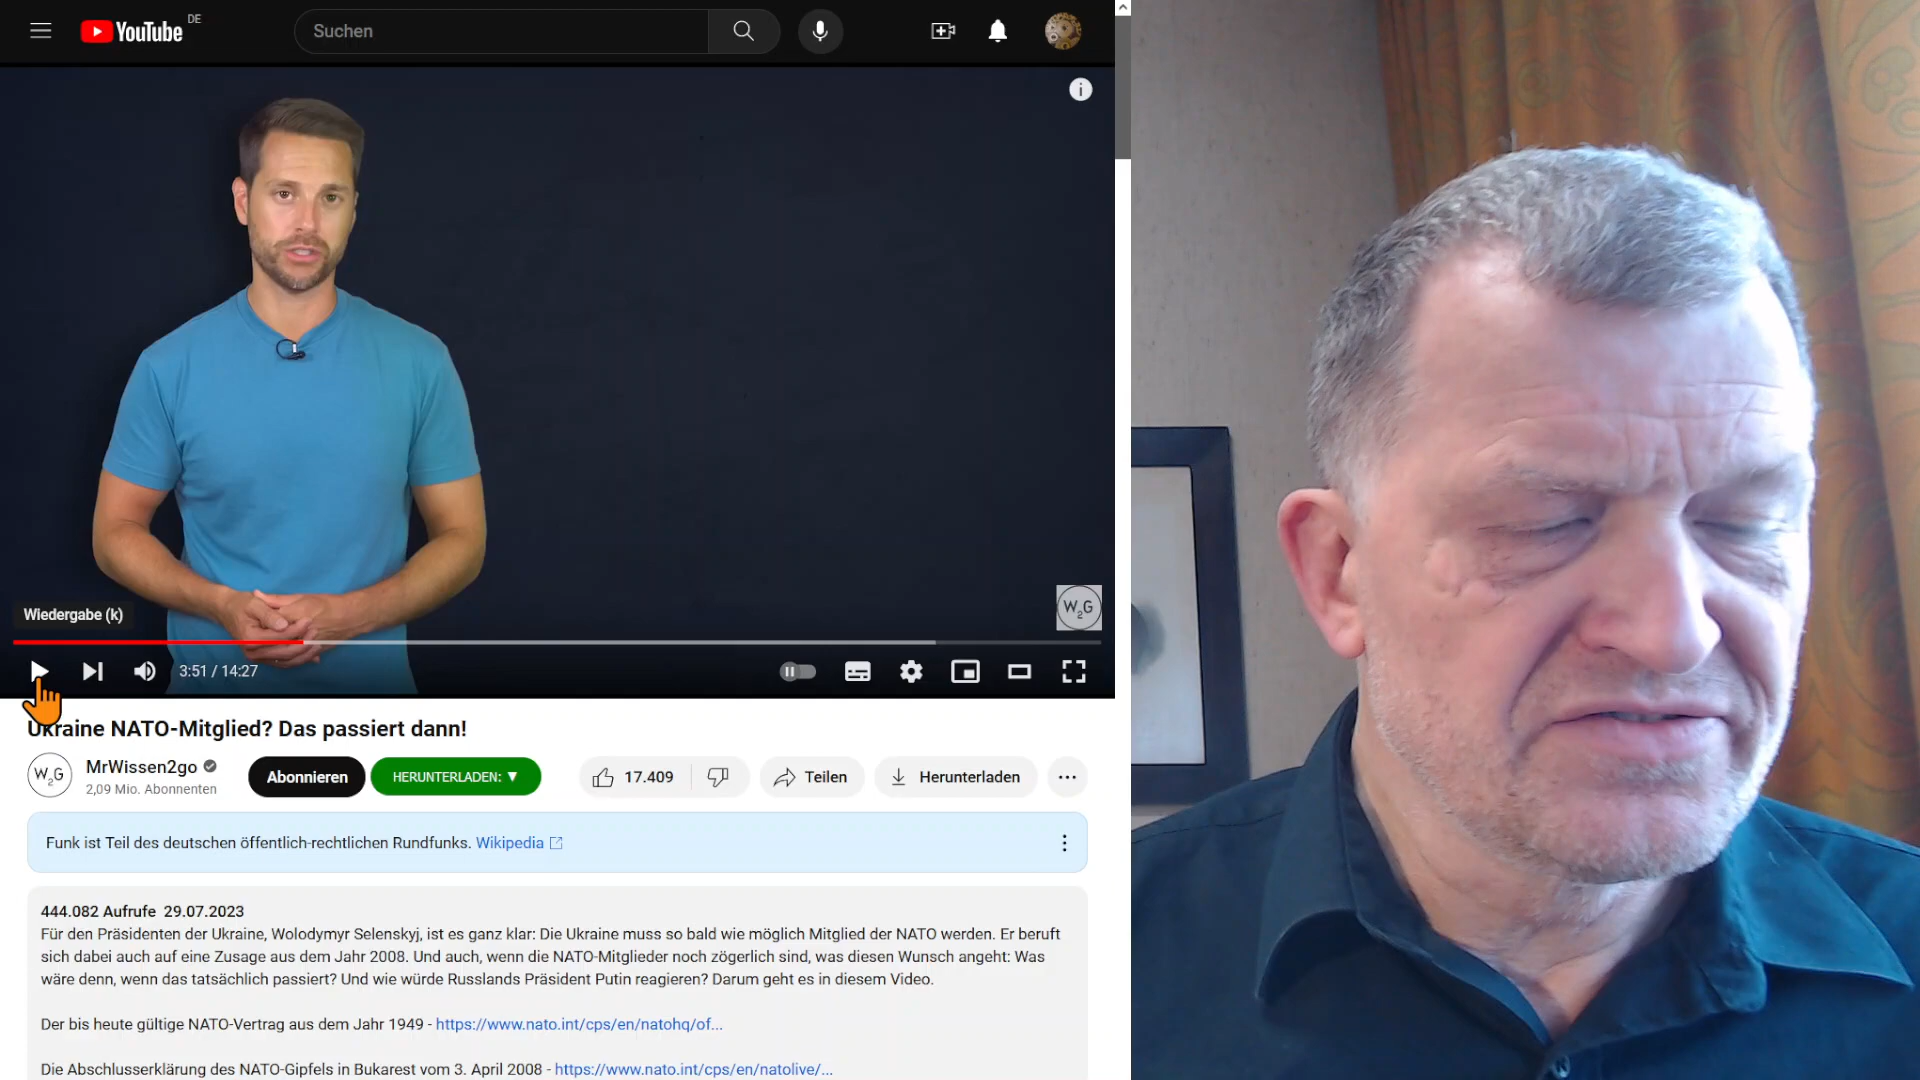 YouTube DE
Suchen
Wiedergabe (k)
W2G
3:51 / 14:27
Ukraine NATO-Mitglied? Das passiert dann!
W2G
MrWissen2go
2,09 Mio. Abonnenten
Abonnieren
HERUNTERLADEN: ▼
17.409
Teilen
Herunterladen
Funk ist Teil des deutschen öffentlich-rechtlichen Rundfunks. Wikipedia
444.082 Aufrufe 29.07.2023
Für den Präsidenten der Ukraine, Wolodymyr Selenskyj, ist es ganz klar: Die Ukraine muss so bald wie möglich Mitglied der NATO werden. Er beruft
sich dabei auch auf eine Zusage aus dem Jahr 2008. Und auch, wenn die NATO-Mitglieder noch zögerlich sind, was diesen Wunsch angeht: Was
wäre denn, wenn das tatsächlich passiert? Und wie würde Russlands Präsident Putin reagieren? Darum geht es in diesem Video.
Der bis heute gültige NATO-Vertrag aus dem Jahr 1949 - https://www.nato.int/cps/en/natohq/of...
Die Abschlusserklärung des NATO-Gipfels in Bukarest vom 3. April 2008 - https://www.nato.int/cps/en/natolive/...